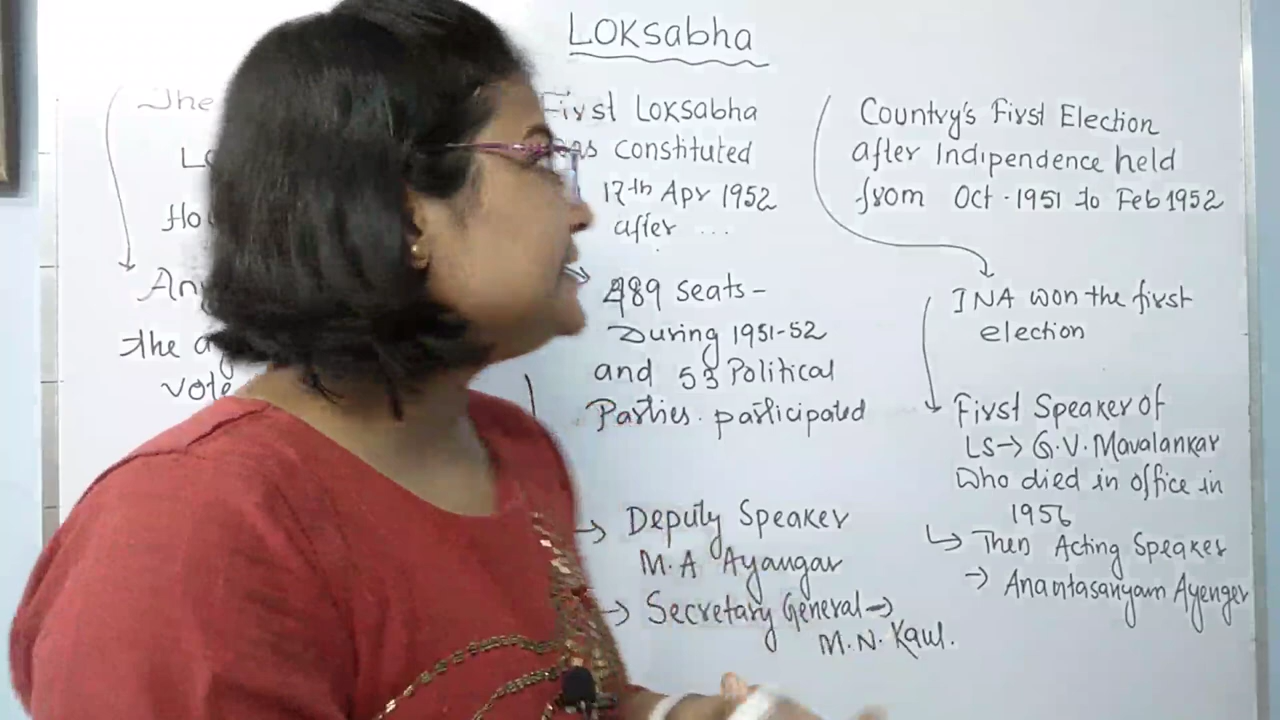 Loksabha
The
Any
the
vote
First Loksabha
constituted
17th Apr 1952
after ...
489 seats -
During 1951-52
and 53 Political
Parties. participated
Deputy Speaker
M.A Ayangar
Secretary General →
M.N. Kaul.
Country's First Election
after Indipendence held
from Oct - 1951 to Feb 1952
INA won the first
election
First Speaker of
LS → G.V. Mavalankar
Who died in office in
1956
Then Acting Speaker
→ Anantasanyam Ayenger